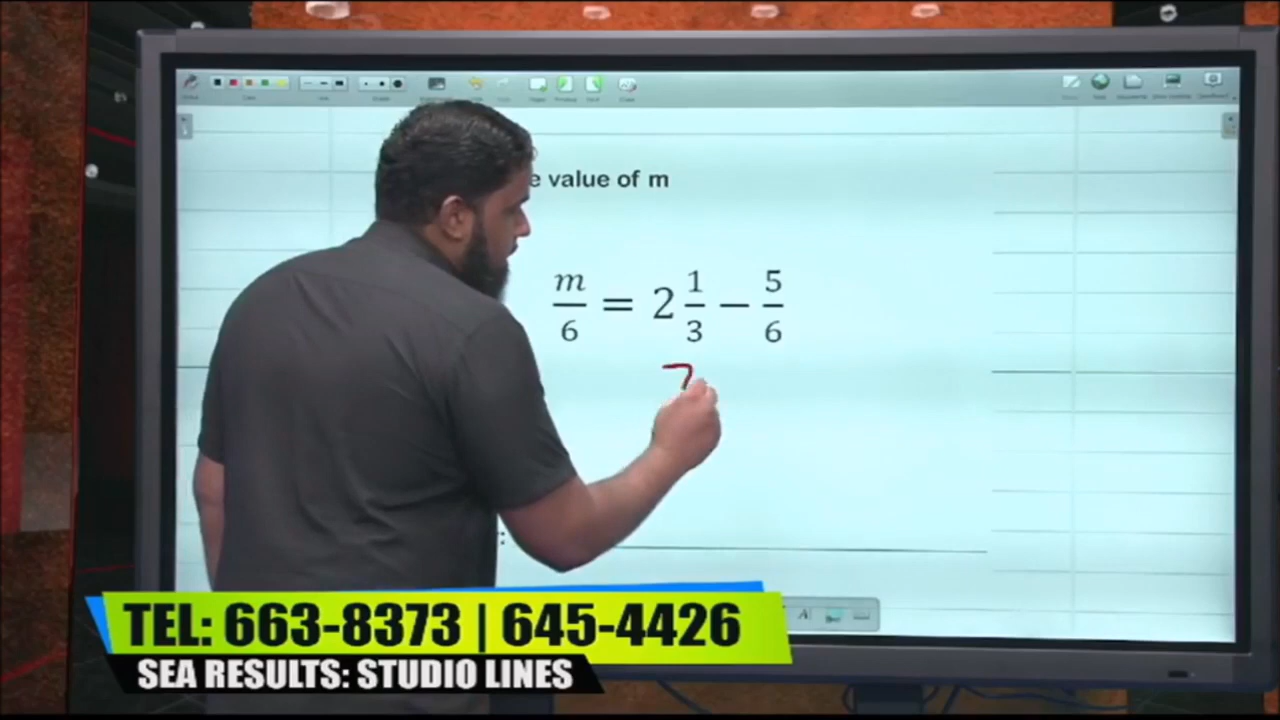 e value of m
m/6 = 2 1/3 − 5/6
7
:
A
TEL: 663-8373 | 645-4426
SEA RESULTS: STUDIO LINES